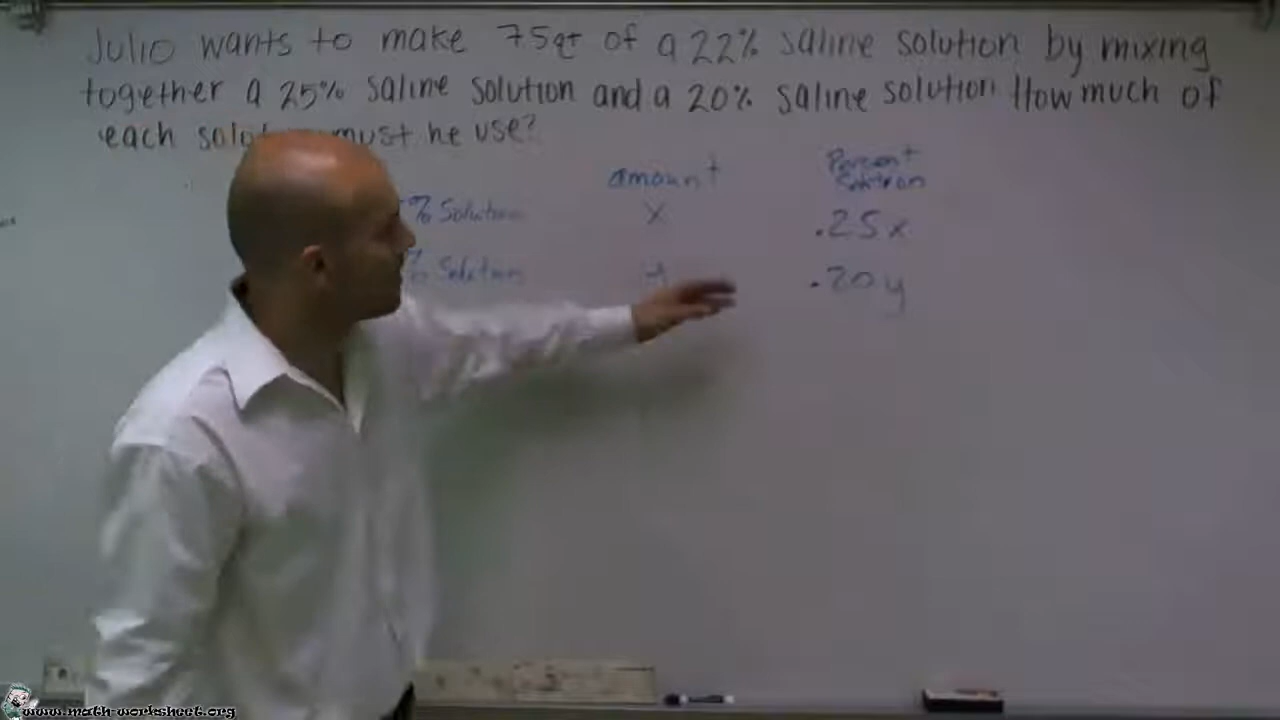 Julio wants to make 75qt of a 22% saline solution by mixing
together a 25% saline solution and a 20% saline solution How much of
each must he use?
amount Percent Solution
% Solution x .25x
% Solution y .20y
www.math-worksheet.org